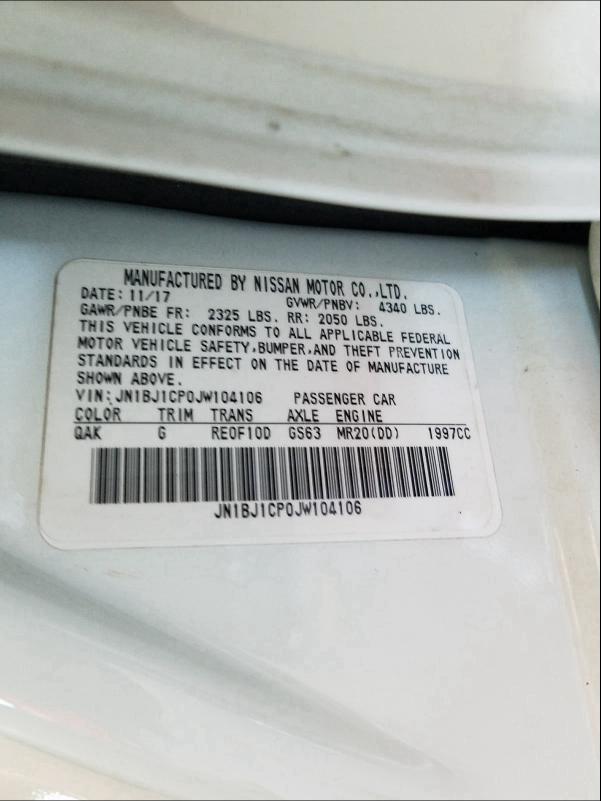 MANUFACTURED BY NISSAN MOTOR CO.,LTD.
DATE: 11/17 GVWR/PNBV: 4340 LBS.
GAWR/PNBE FR: 2325 LBS. RR: 2050 LBS.
THIS VEHICLE CONFORMS TO ALL APPLICABLE FEDERAL
MOTOR VEHICLE SAFETY,BUMPER,AND THEFT PREVENTION
STANDARDS IN EFFECT ON THE DATE OF MANUFACTURE
SHOWN ABOVE.
VIN: JN1BJ1CP0JW104106 PASSENGER CAR
COLOR TRIM TRANS AXLE ENGINE
QAK G RE0F10D GS63 MR20(DD) 1997CC
JN1BJ1CP0JW104106